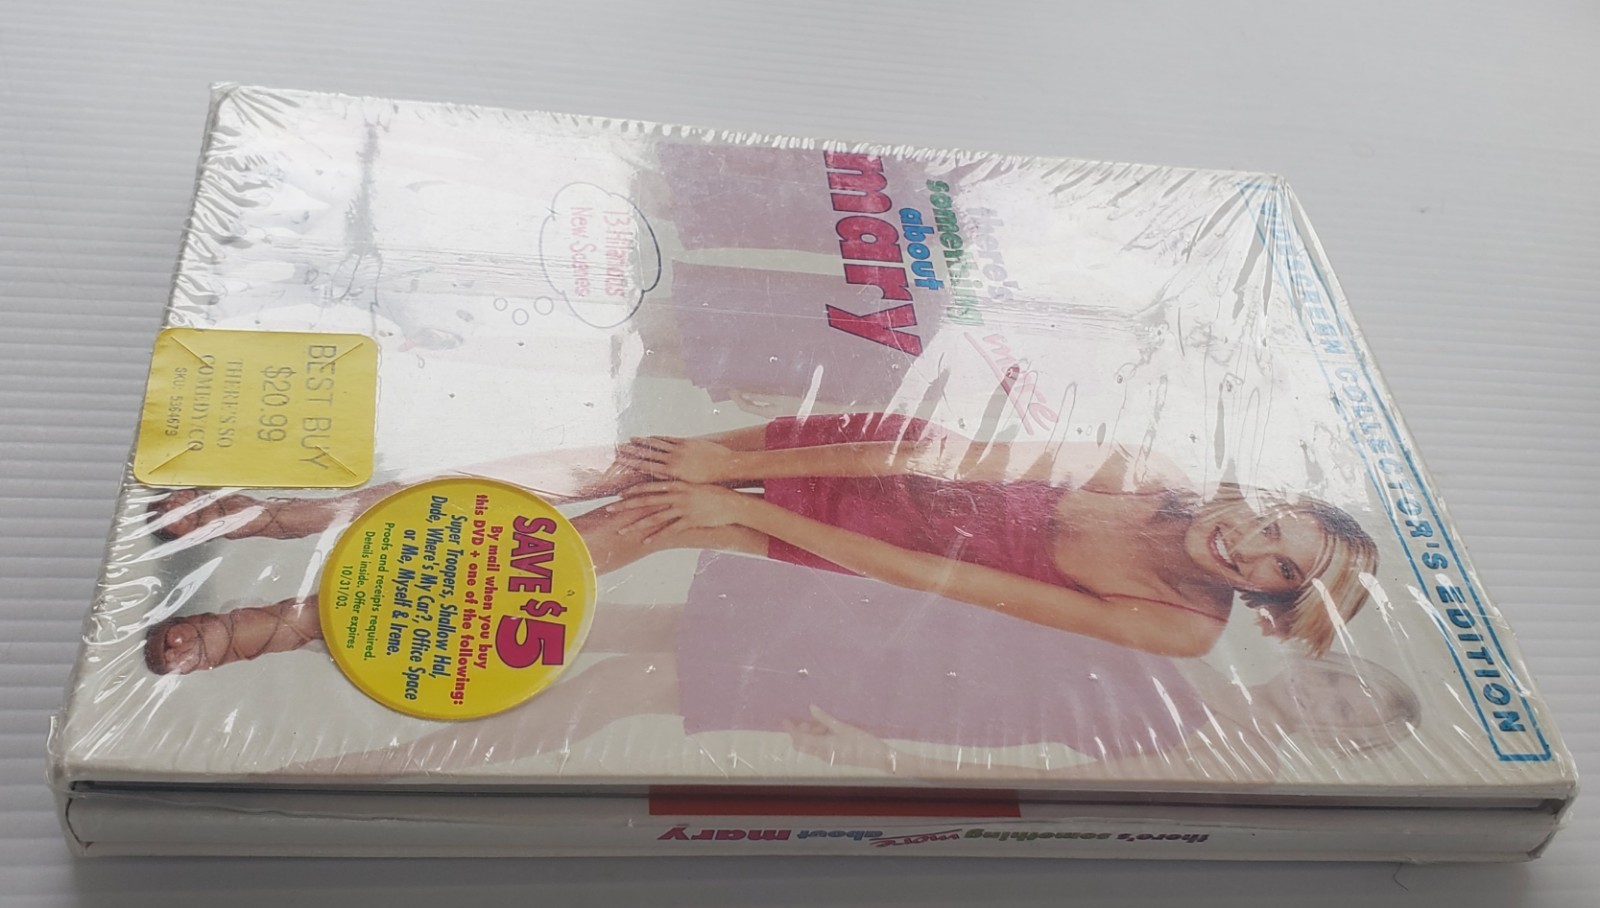 COLLECTOR'S EDITION
there's
something
more
about
mary
13 Hilarious
New Scenes
BEST BUY
$20.99
THERE'S SO
COMEDY/CO
SKU: 5364679
SAVE $5
By mail when you buy
this DVD + one of the following:
Super Troopers, Shallow Hal,
Dude, Where's My Car?, Office Space
or Me, Myself & Irene.
Proofs and receipts required.
Details inside. Offer expires
10/31/03.
there's something more about mary